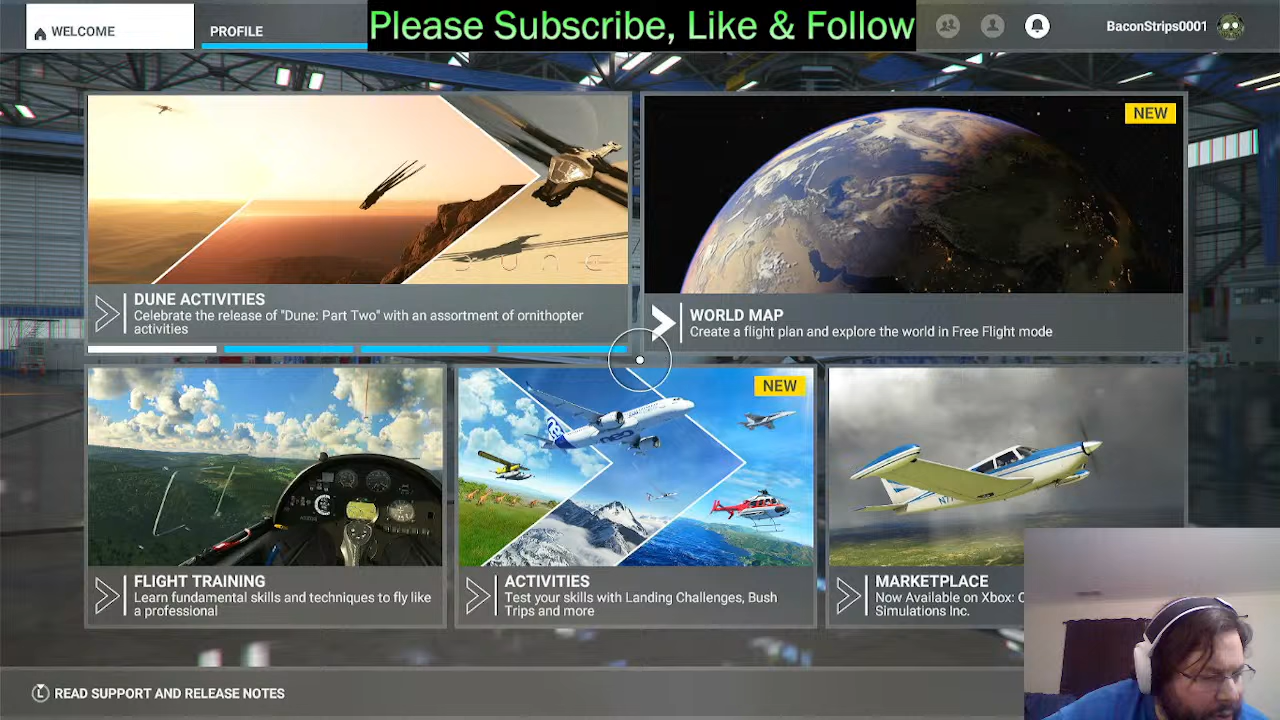 WELCOME
PROFILE
Please Subscribe, Like & Follow
BaconStrips0001
DUNE
DUNE ACTIVITIES
Celebrate the release of "Dune: Part Two" with an assortment of ornithopter
activities
NEW
WORLD MAP
Create a flight plan and explore the world in Free Flight mode
FLIGHT TRAINING
Learn fundamental skills and techniques to fly like
a professional
NEW
ACTIVITIES
Test your skills with Landing Challenges, Bush
Trips and more
MARKETPLACE
Now Available on Xbox:
Simulations Inc.
L READ SUPPORT AND RELEASE NOTES